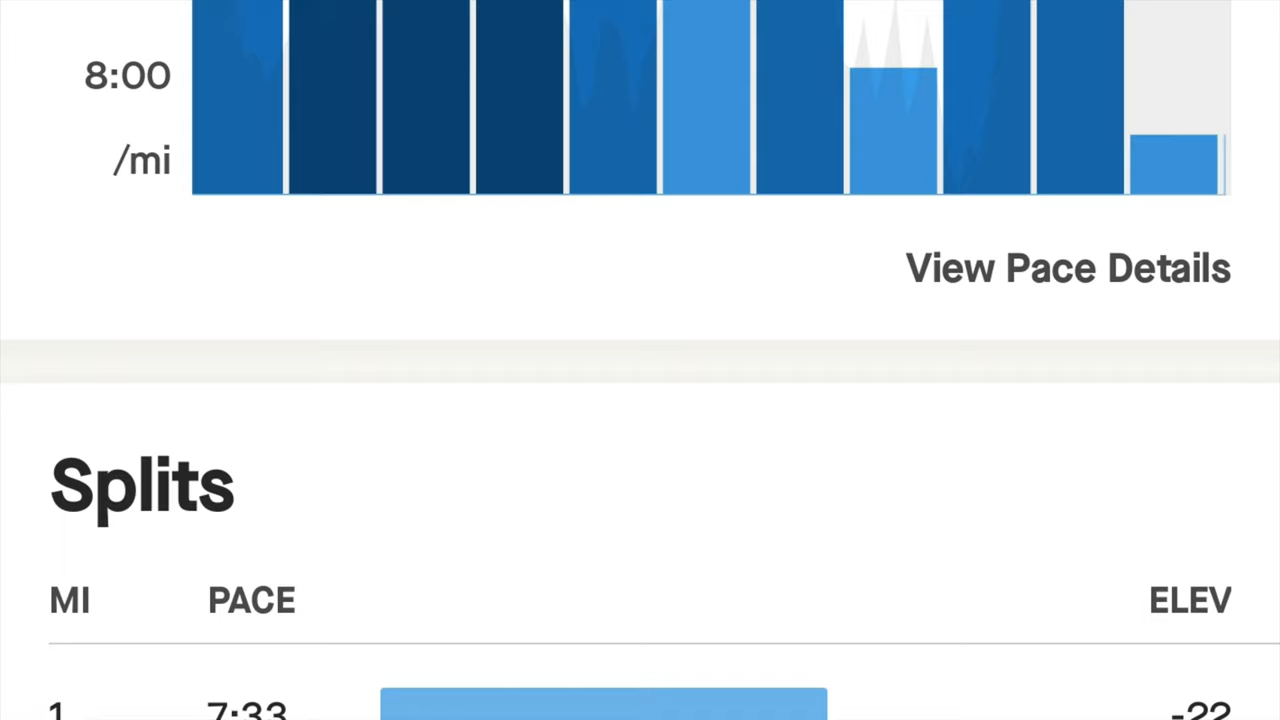 8:00
/mi
View Pace Details
Splits
MI PACE ELEV
1 7:33 -22